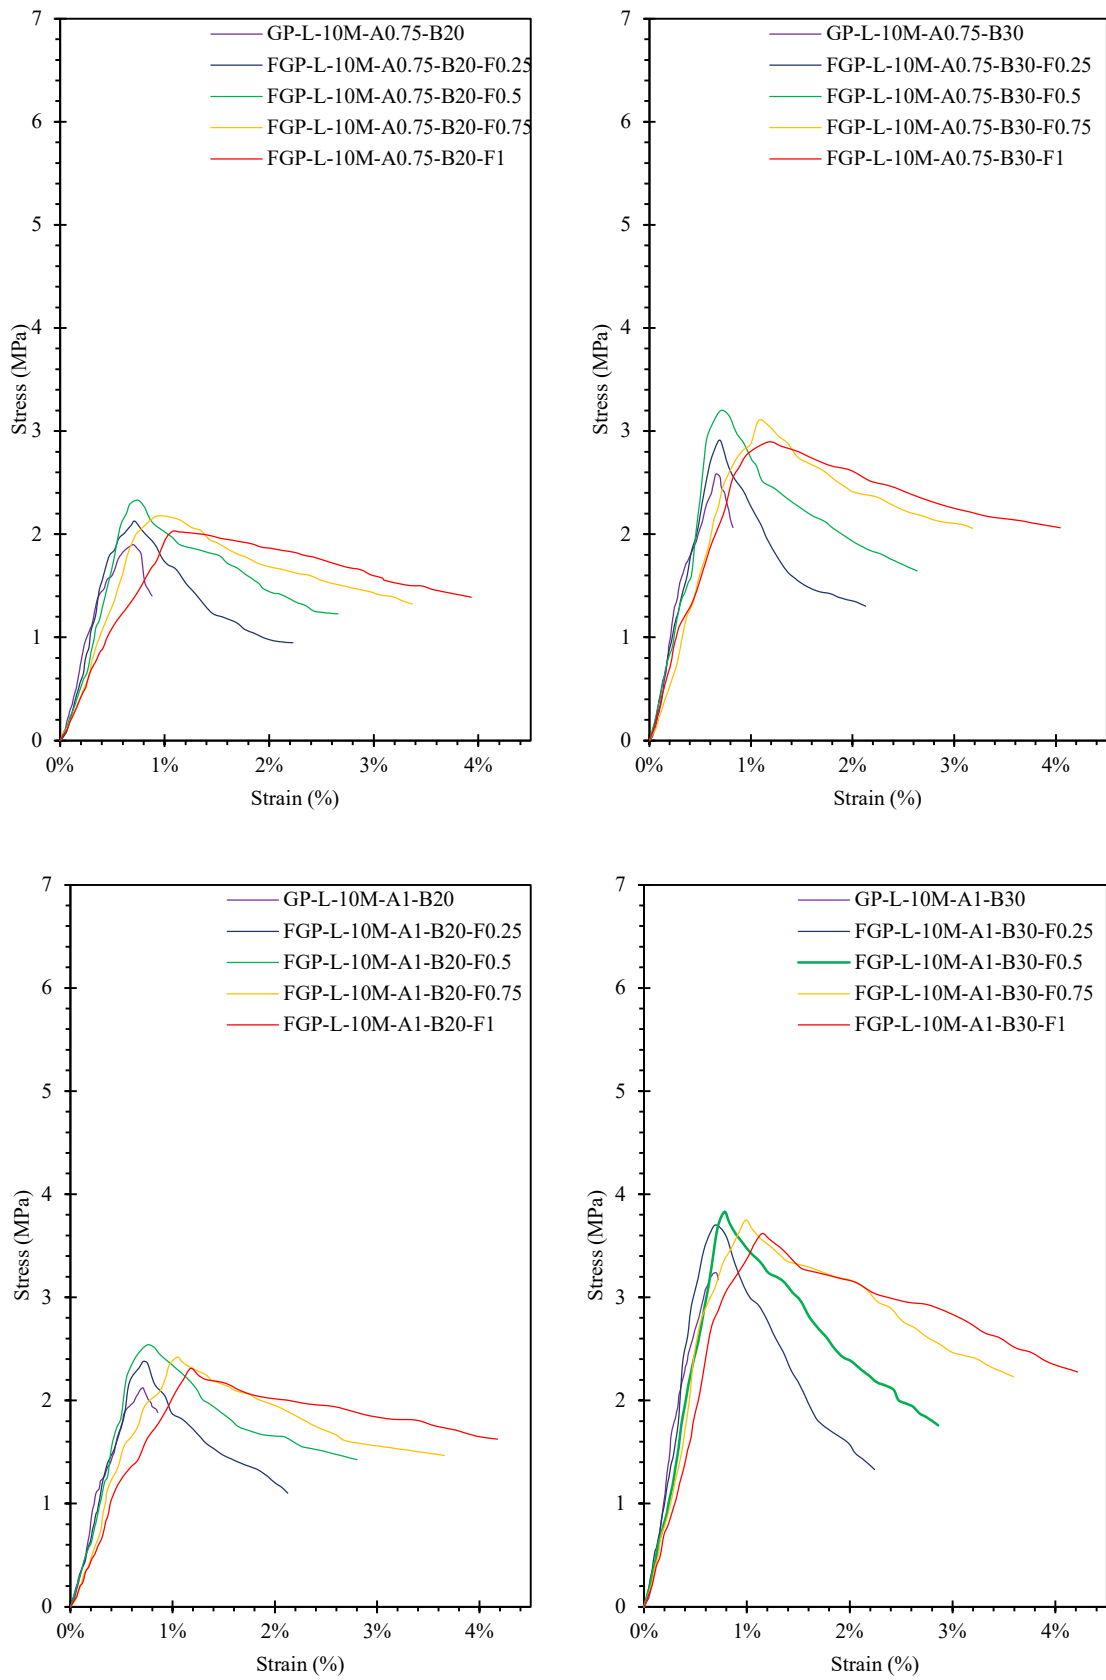 GP-L-10M-A0.75-B20
FGP-L-10M-A0.75-B20-F0.25
FGP-L-10M-A0.75-B20-F0.5
FGP-L-10M-A0.75-B20-F0.75
FGP-L-10M-A0.75-B20-F1
7
6
5
4
3
2
1
0
Stress (MPa)
0% 1% 2% 3% 4%
Strain (%)
GP-L-10M-A0.75-B30
FGP-L-10M-A0.75-B30-F0.25
FGP-L-10M-A0.75-B30-F0.5
FGP-L-10M-A0.75-B30-F0.75
FGP-L-10M-A0.75-B30-F1
7
6
5
4
3
2
1
0
Stress (MPa)
0% 1% 2% 3% 4%
Strain (%)
GP-L-10M-A1-B20
FGP-L-10M-A1-B20-F0.25
FGP-L-10M-A1-B20-F0.5
FGP-L-10M-A1-B20-F0.75
FGP-L-10M-A1-B20-F1
7
6
5
4
3
2
1
0
Stress (MPa)
0% 1% 2% 3% 4%
Strain (%)
GP-L-10M-A1-B30
FGP-L-10M-A1-B30-F0.25
FGP-L-10M-A1-B30-F0.5
FGP-L-10M-A1-B30-F0.75
FGP-L-10M-A1-B30-F1
7
6
5
4
3
2
1
0
Stress (MPa)
0% 1% 2% 3% 4%
Strain (%)